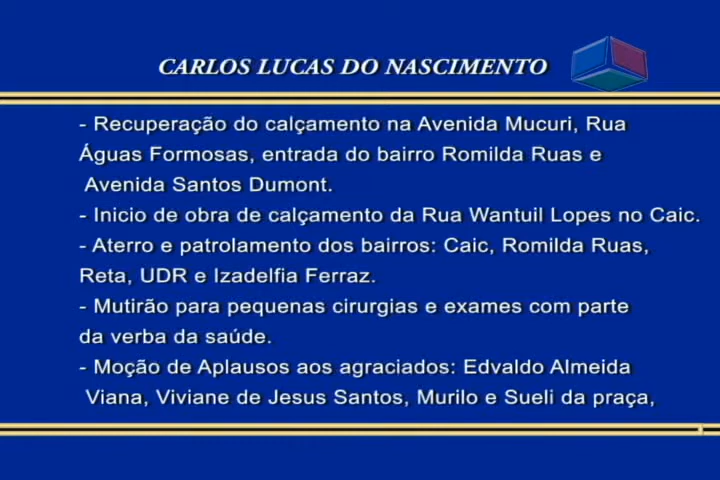 CARLOS LUCAS DO NASCIMENTO
- Recuperação do calçamento na Avenida Mucuri, Rua
Águas Formosas, entrada do bairro Romilda Ruas e
Avenida Santos Dumont.
- Inicio de obra de calçamento da Rua Wantuil Lopes no Caic.
- Aterro e patrolamento dos bairros: Caic, Romilda Ruas,
Reta, UDR e Izadelfia Ferraz.
- Mutirão para pequenas cirurgias e exames com parte
da verba da saúde.
- Moção de Aplausos aos agraciados: Edvaldo Almeida
Viana, Viviane de Jesus Santos, Murilo e Sueli da praça,